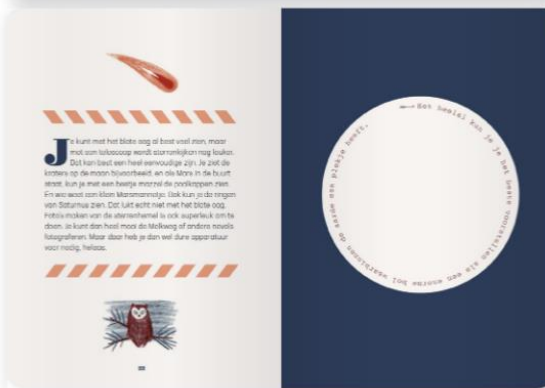 Je kunt met het blote oog al best veel zien, maar
met een telescoop wordt sterrenkijken nog leuker.
Dat kan best een heel eenvoudige zijn. Je ziet de
kraters op de maan bijvoorbeeld, en als Mars in de buurt
staat, kun je met een beetje mazzel de poolkappen zien.
En wie weet een klein Marsmannetje. Ook kun je de ringen
van Saturnus zien. Dat lukt echt niet met het blote oog.
Foto's maken van de sterrenhemel is ook superleuk om te
doen. Je kunt dan heel mooi de Melkweg of andere nevels
fotograferen. Maar daar heb je dan wel dure apparatuur
voor nodig, helaas.
Het heelal kun je je het beste voorstellen als een enorme bol waarbinnen de aarde een plekje heeft.